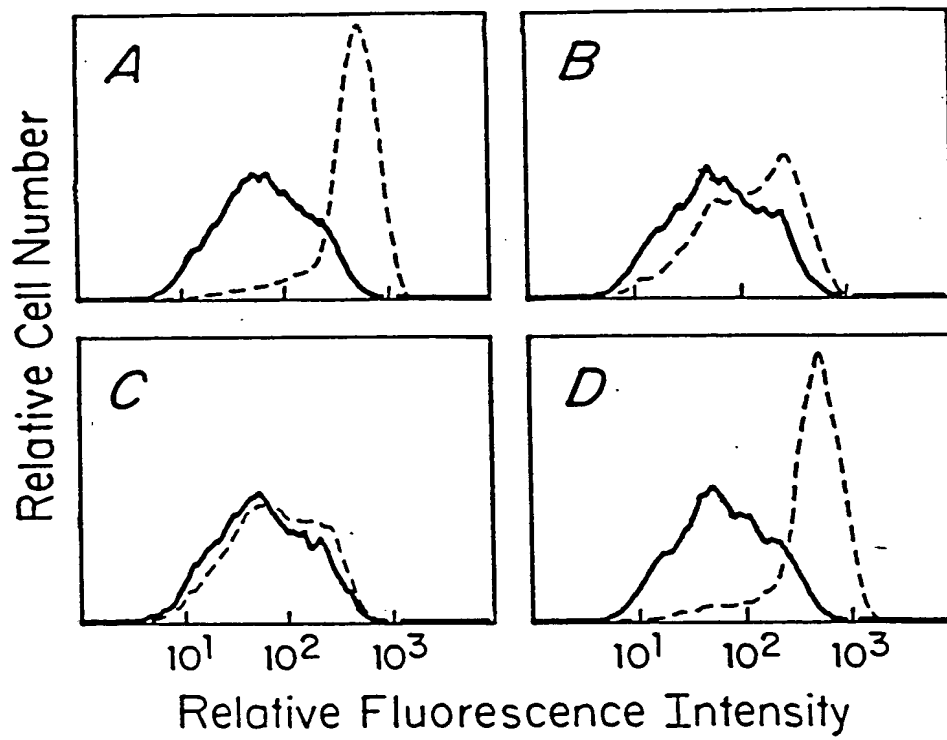 A
B
Relative Cell Number
C
D
10¹ 10² 10³ 10¹ 10² 10³
Relative Fluorescence Intensity